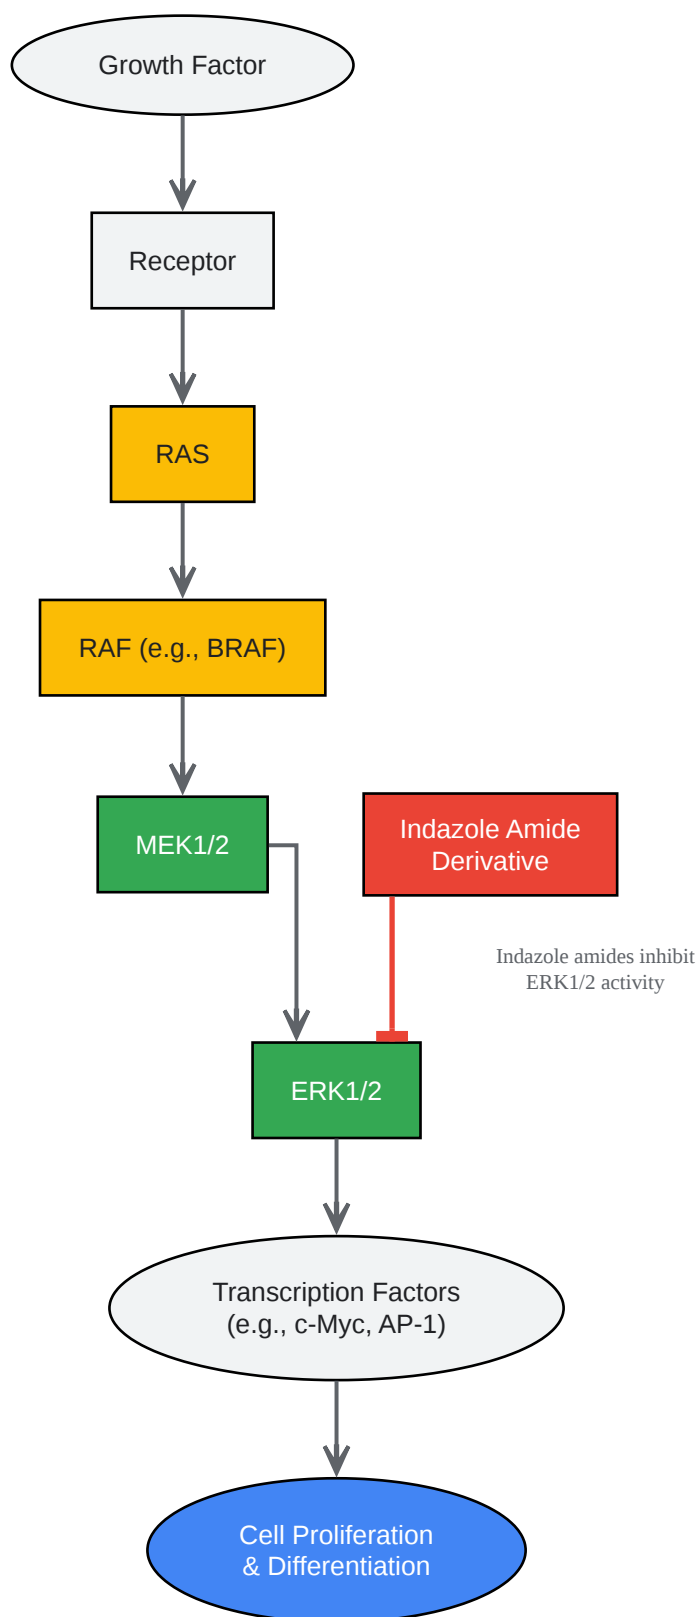 Growth Factor
Receptor
RAS
RAF (e.g., BRAF)
MEK1/2
Indazole Amide
Derivative
Indazole amides inhibit
ERK1/2 activity
ERK1/2
Transcription Factors
(e.g., c-Myc, AP-1)
Cell Proliferation
& Differentiation